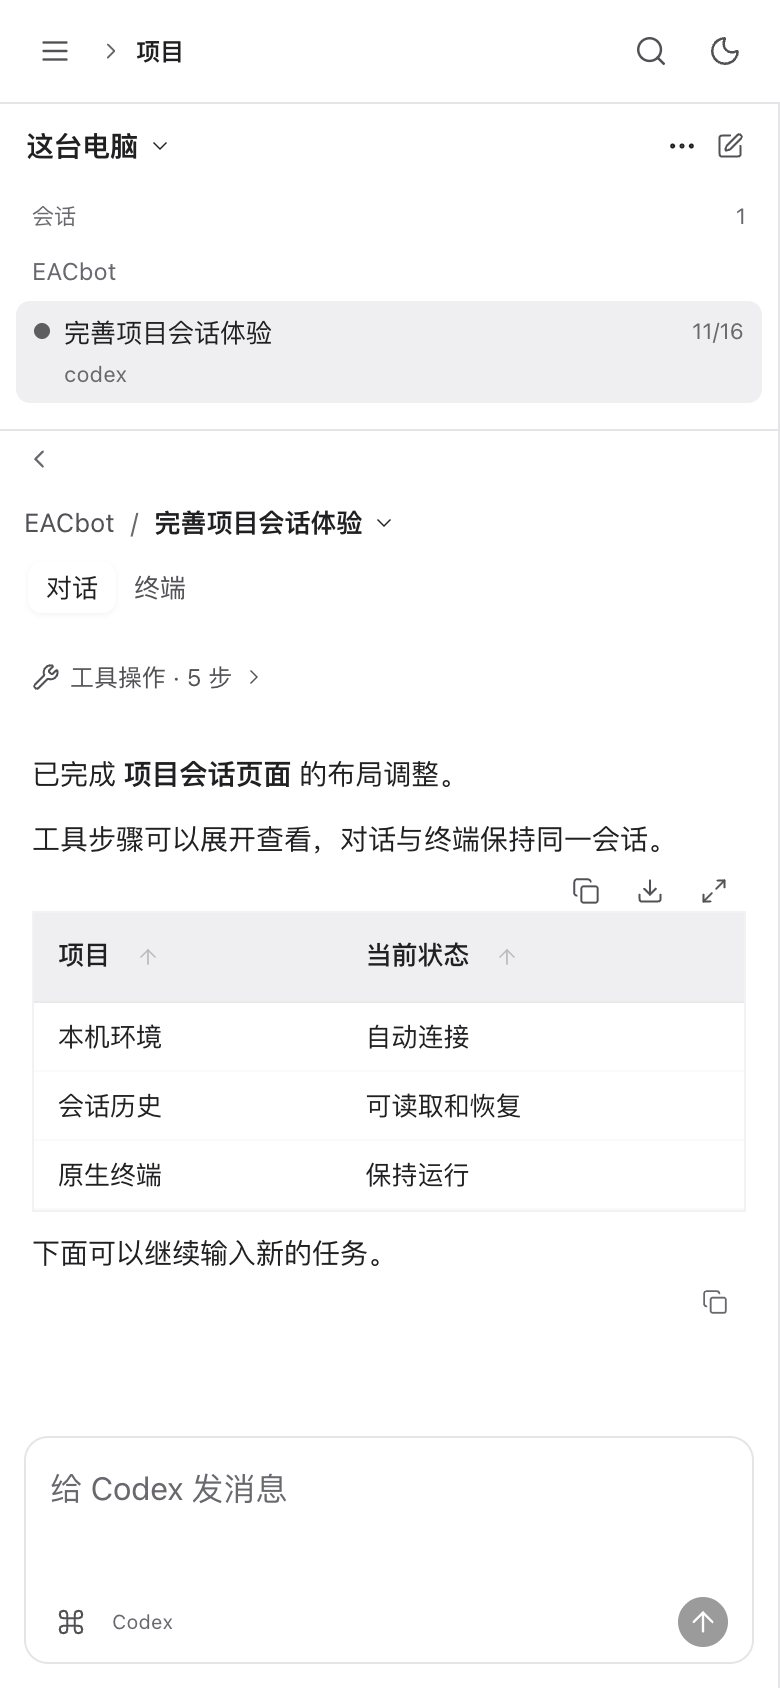 项目
这台电脑
会话 1
EACbot
完善项目会话体验 11/16
codex
EACbot / 完善项目会话体验
对话 终端
工具操作 · 5 步
已完成 项目会话页面 的布局调整。
工具步骤可以展开查看，对话与终端保持同一会话。
项目 当前状态
本机环境 自动连接
会话历史 可读取和恢复
原生终端 保持运行
下面可以继续输入新的任务。
给 Codex 发消息
Codex